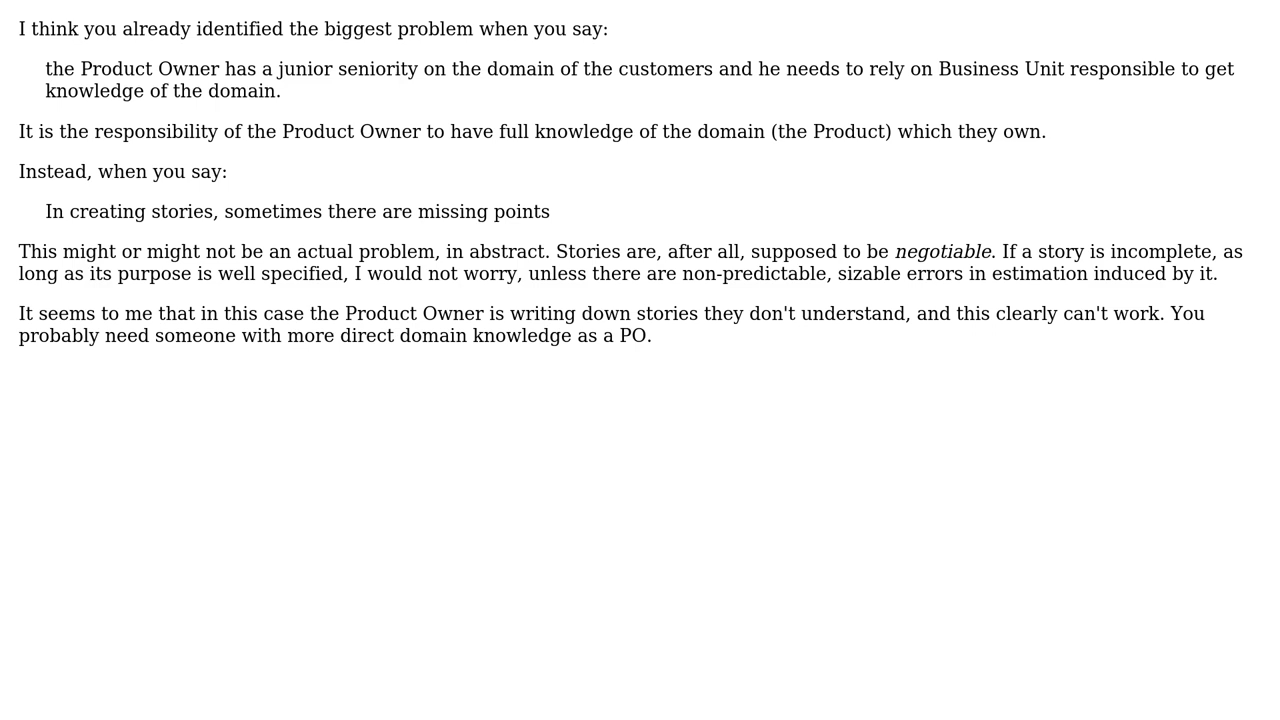 I think you already identified the biggest problem when you say:
the Product Owner has a junior seniority on the domain of the customers and he needs to rely on Business Unit responsible to get
knowledge of the domain.
It is the responsibility of the Product Owner to have full knowledge of the domain (the Product) which they own.
Instead, when you say:
In creating stories, sometimes there are missing points
This might or might not be an actual problem, in abstract. Stories are, after all, supposed to be negotiable. If a story is incomplete, as
long as its purpose is well specified, I would not worry, unless there are non-predictable, sizable errors in estimation induced by it.
It seems to me that in this case the Product Owner is writing down stories they don't understand, and this clearly can't work. You
probably need someone with more direct domain knowledge as a PO.